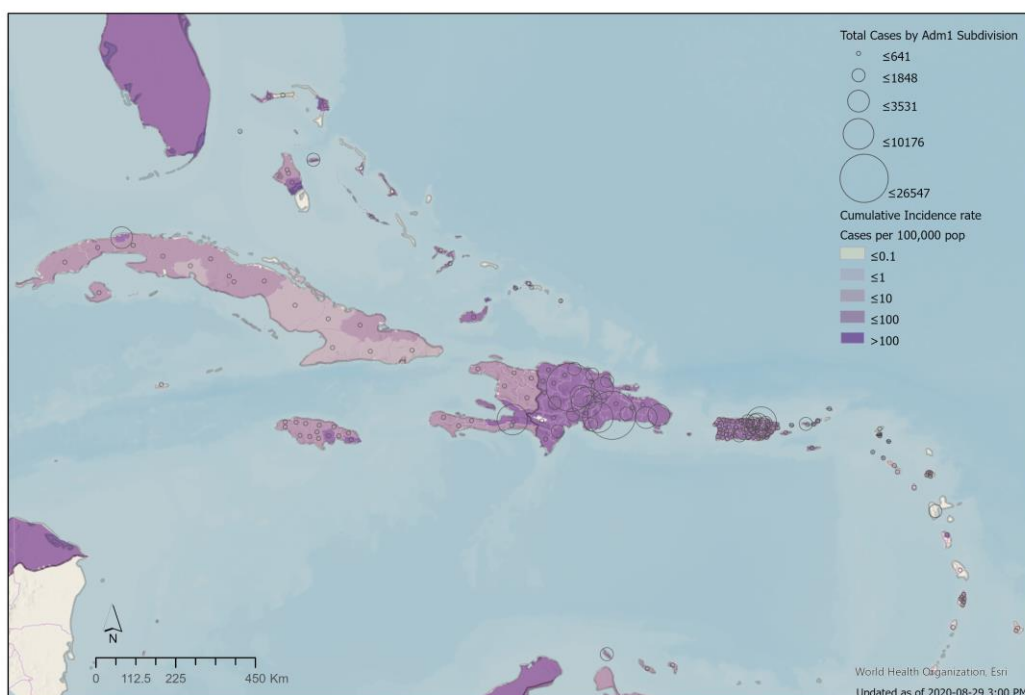 Total Cases by Adm1 Subdivision
≤641
≤1848
≤3531
≤10176
≤26547
Cumulative Incidence rate
Cases per 100,000 pop
≤0.1
≤1
≤10
≤100
>100
N
0 112.5 225 450 Km
World Health Organization, Esri
Updated as of 2020-08-29 3:00 PM